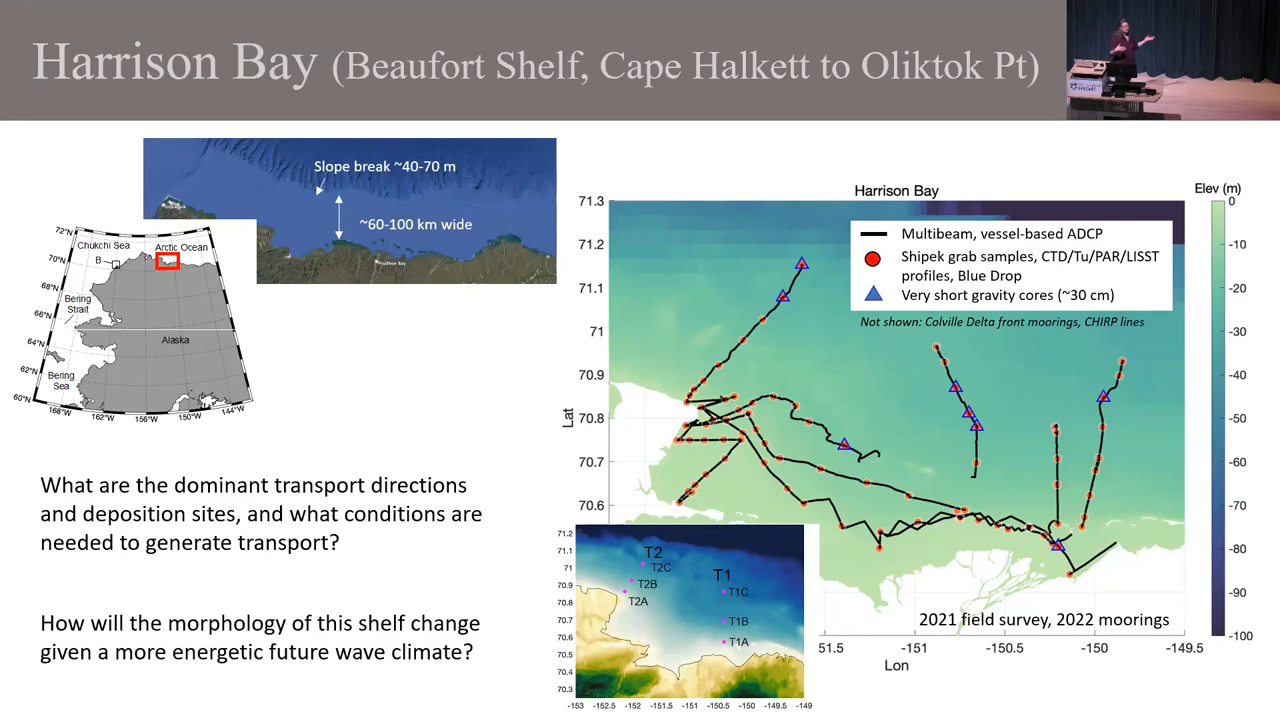 Harrison Bay (Beaufort Shelf, Cape Halkett to Oliktok Pt)
Slope break ~40-70 m
~60-100 km wide
Prudhoe Bay
72°N
70°N
68°N
66°N
64°N
62°N
60°N
Chukchi Sea
Arctic Ocean
B
Bering
Strait
Alaska
Bering
Sea
168°W
162°W
156°W
150°W
144°W
What are the dominant transport directions
and deposition sites, and what conditions are
needed to generate transport?
How will the morphology of this shelf change
given a more energetic future wave climate?
Harrison Bay
Elev (m)
71.3
71.2
71.1
71
70.9
70.8
70.7
70.6
Lat
Multibeam, vessel-based ADCP
Shipek grab samples, CTD/Tu/PAR/LISST
profiles, Blue Drop
Very short gravity cores (~30 cm)
Not shown: Colville Delta front moorings, CHIRP lines
2021 field survey, 2022 moorings
51.5
-151
-150.5
-150
-149.5
Lon
0
-10
-20
-30
-40
-50
-60
-70
-80
-90
-100
71.2
71.1
71
70.9
70.8
70.7
70.6
70.5
70.4
70.3
T2
T2C
T2B
T2A
T1
T1C
T1B
T1A
-153
-152.5
-152
-151.5
-151
-150.5
-150
-149.5
-149